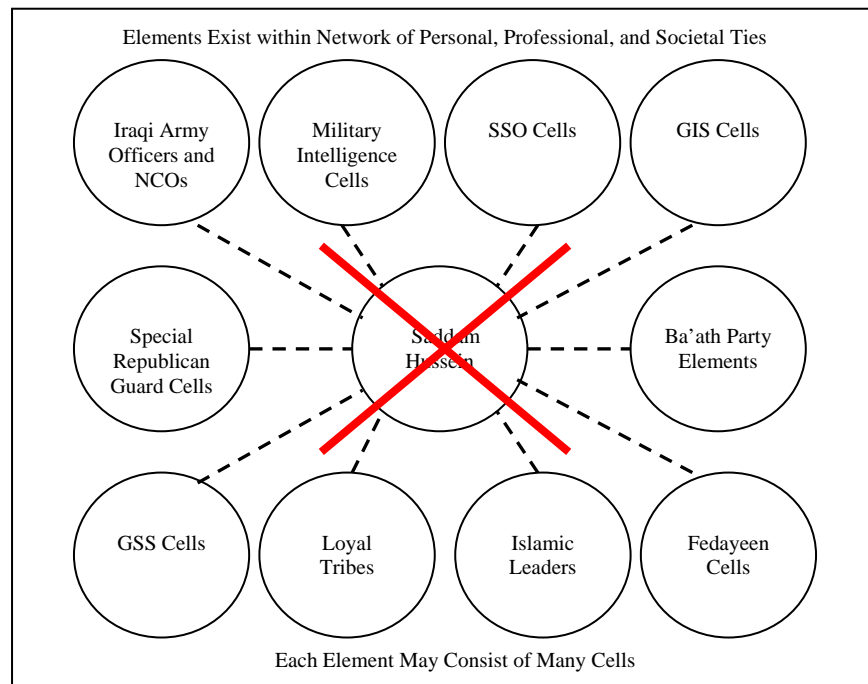 Elements Exist within Network of Personal, Professional, and Societal Ties
Iraqi Army
Officers and
NCOs
Military
Intelligence
Cells
SSO Cells
GIS Cells
Special
Republican
Guard Cells
Saddam
Hussein
Ba’ath Party
Elements
GSS Cells
Loyal
Tribes
Islamic
Leaders
Fedayeen
Cells
Each Element May Consist of Many Cells